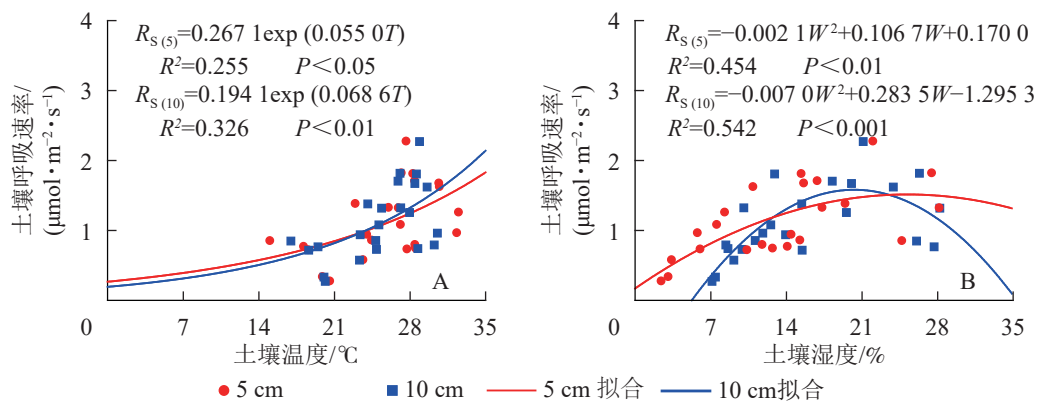 4
3
2
1
0
土壤呼吸速率/
(μmol·m⁻²·s⁻¹)
R_{S (5)}=0.267 1exp (0.055 0T)
R²=0.255 P<0.05
R_{S (10)}=0.194 1exp (0.068 6T)
R²=0.326 P<0.01
A
7 14 21 28 35
土壤温度/℃
4
3
2
1
0
土壤呼吸速率/
(μmol·m⁻²·s⁻¹)
R_{S (5)}=−0.002 1W²+0.106 7W+0.170 0
R²=0.454 P<0.01
R_{S (10)}=−0.007 0W²+0.283 5W−1.295 3
R²=0.542 P<0.001
B
7 14 21 28 35
土壤湿度/%
5 cm 10 cm 5 cm 拟合 10 cm拟合